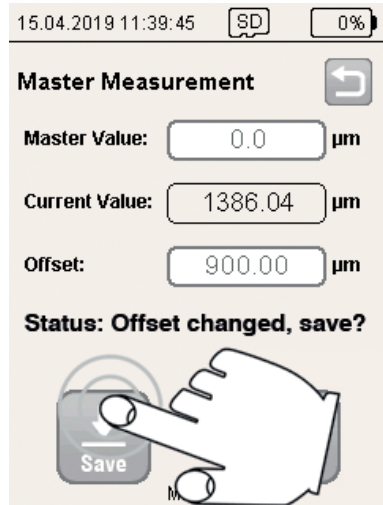 15.04.2019 11:39:45 SD 0%
Master Measurement
Master Value: 0.0 µm
Current Value: 1386.04 µm
Offset: 900.00 µm
Status: Offset changed, save?
Save